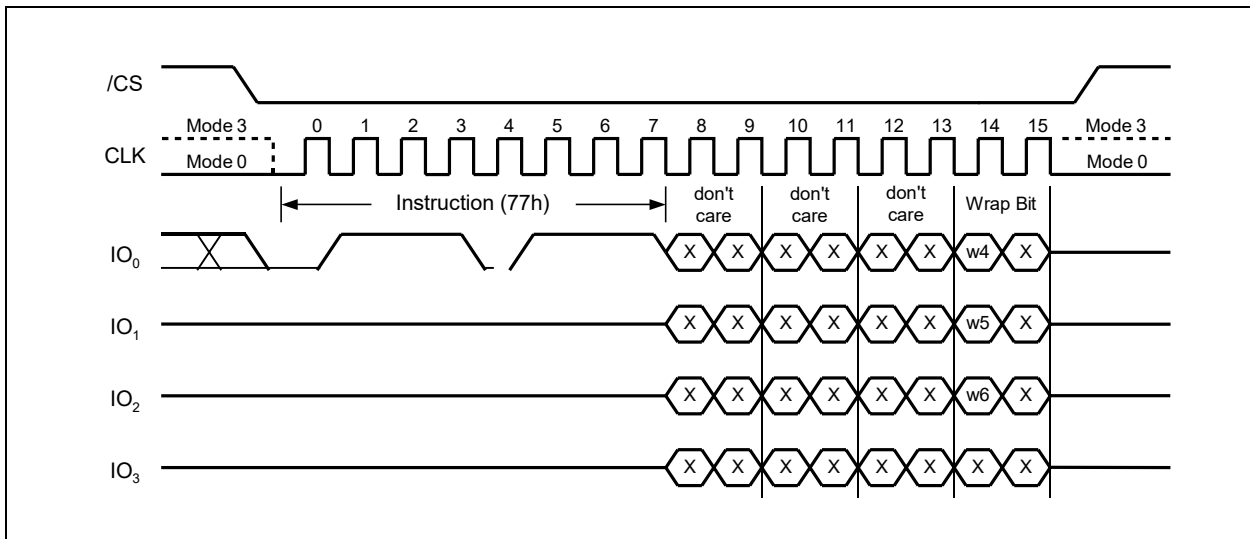 /CS
Mode 3 0 1 2 3 4 5 6 7 8 9 10 11 12 13 14 15 Mode 3
CLK
Mode 0 Mode 0
Instruction (77h) don't care don't care don't care Wrap Bit
IO0 X X X X X X w4 X
IO1 X X X X X X w5 X
IO2 X X X X X X w6 X
IO3 X X X X X X X X